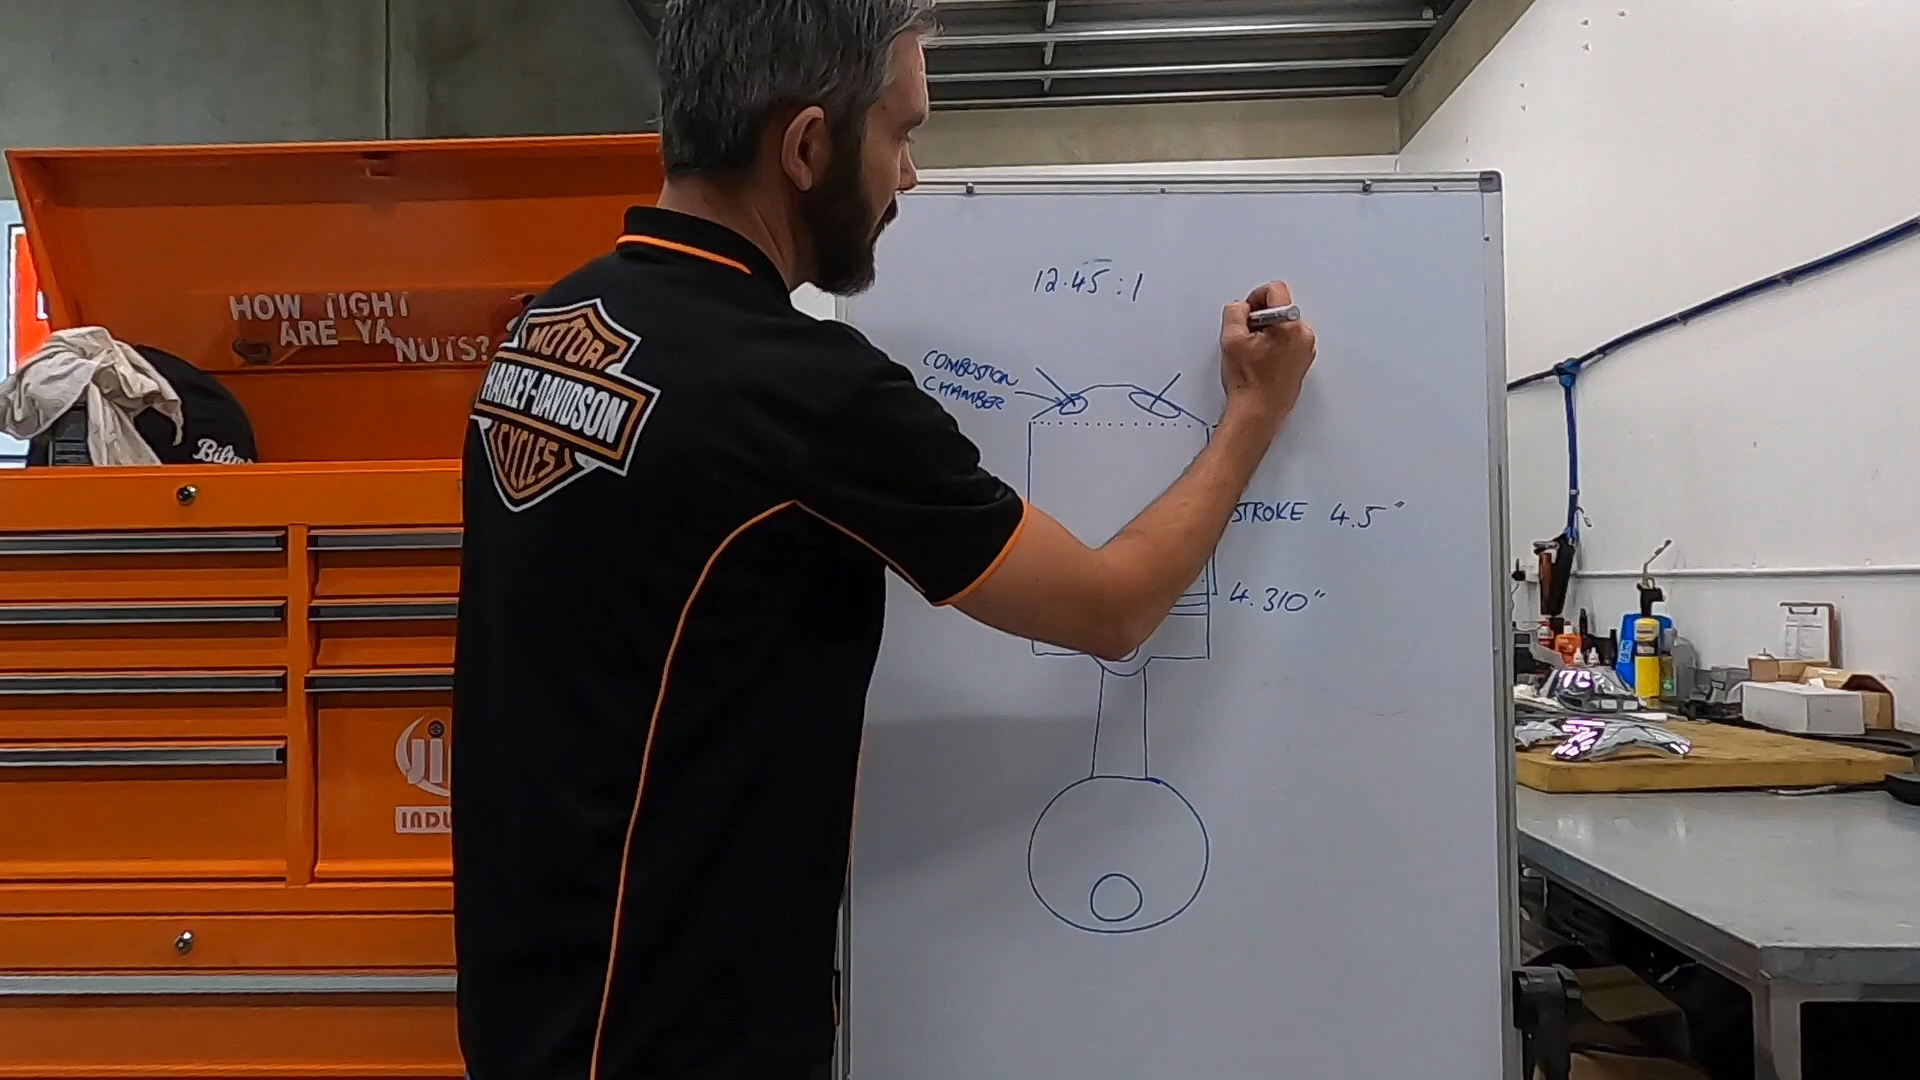 HOW TIGHT
ARE YA
NUTS?
MOTOR
HARLEY-DAVIDSON
CYCLES
12.45:1
COMBUSTION
CHAMBER
STROKE 4.5"
4.310"